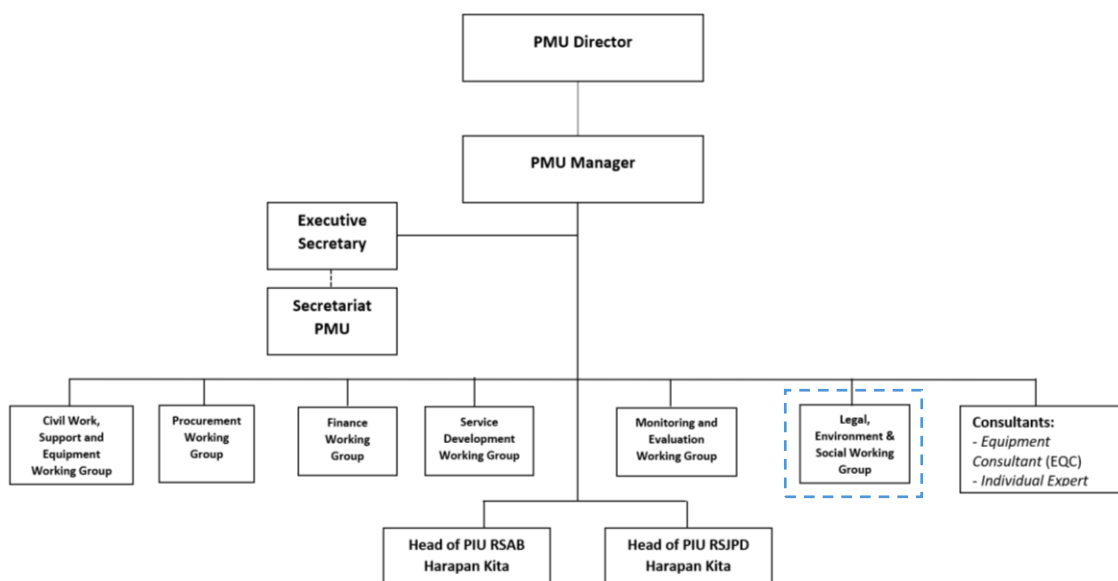 PMU Director
PMU Manager
Executive
Secretary
Secretariat
PMU
Civil Work,
Support and
Equipment
Working Group
Procurement
Working
Group
Finance
Working
Group
Service
Development
Working Group
Monitoring and
Evaluation
Working Group
Legal,
Environment &
Social Working
Group
Consultants:
- Equipment
Consultant (EQC)
- Individual Expert
Head of PIU RSAB
Harapan Kita
Head of PIU RSJPD
Harapan Kita